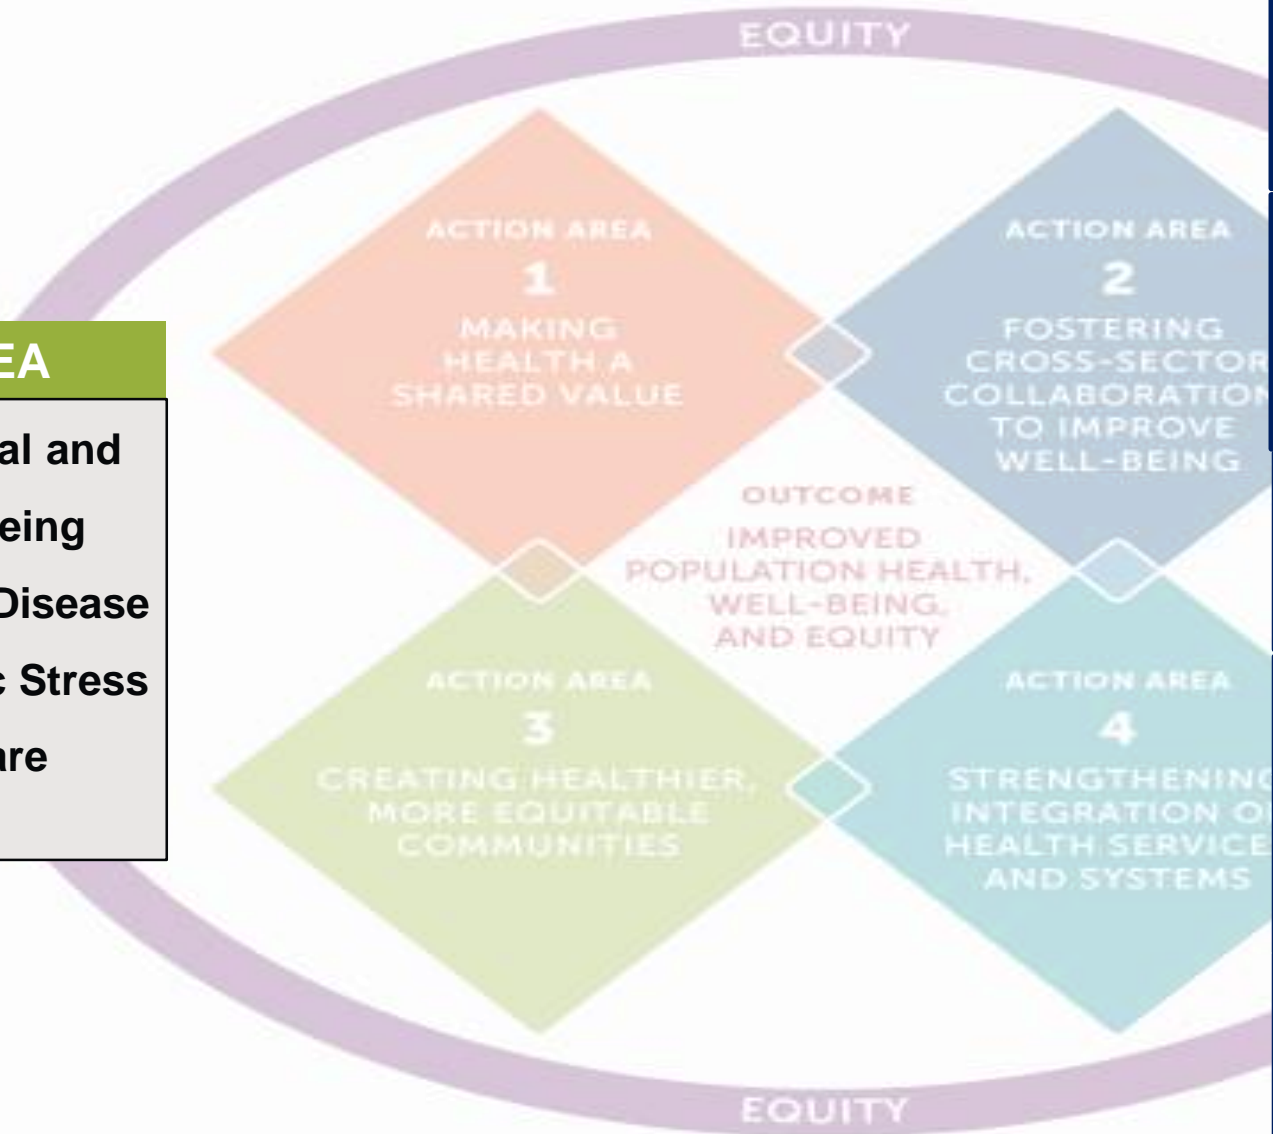 EQUITY
ACTION AREA
1
MAKING
HEALTH A
SHARED VALUE
ACTION AREA
2
FOSTERING
CROSS-SECTOR
COLLABORATION
TO IMPROVE
WELL-BEING
EA
al and
eing
Disease
c Stress
are
OUTCOME
IMPROVED
POPULATION HEALTH,
WELL-BEING,
AND EQUITY
ACTION AREA
3
CREATING HEALTHIER,
MORE EQUITABLE
COMMUNITIES
ACTION AREA
4
STRENGTHENING
INTEGRATION O
HEALTH SERVICE
AND SYSTEMS
EQUITY